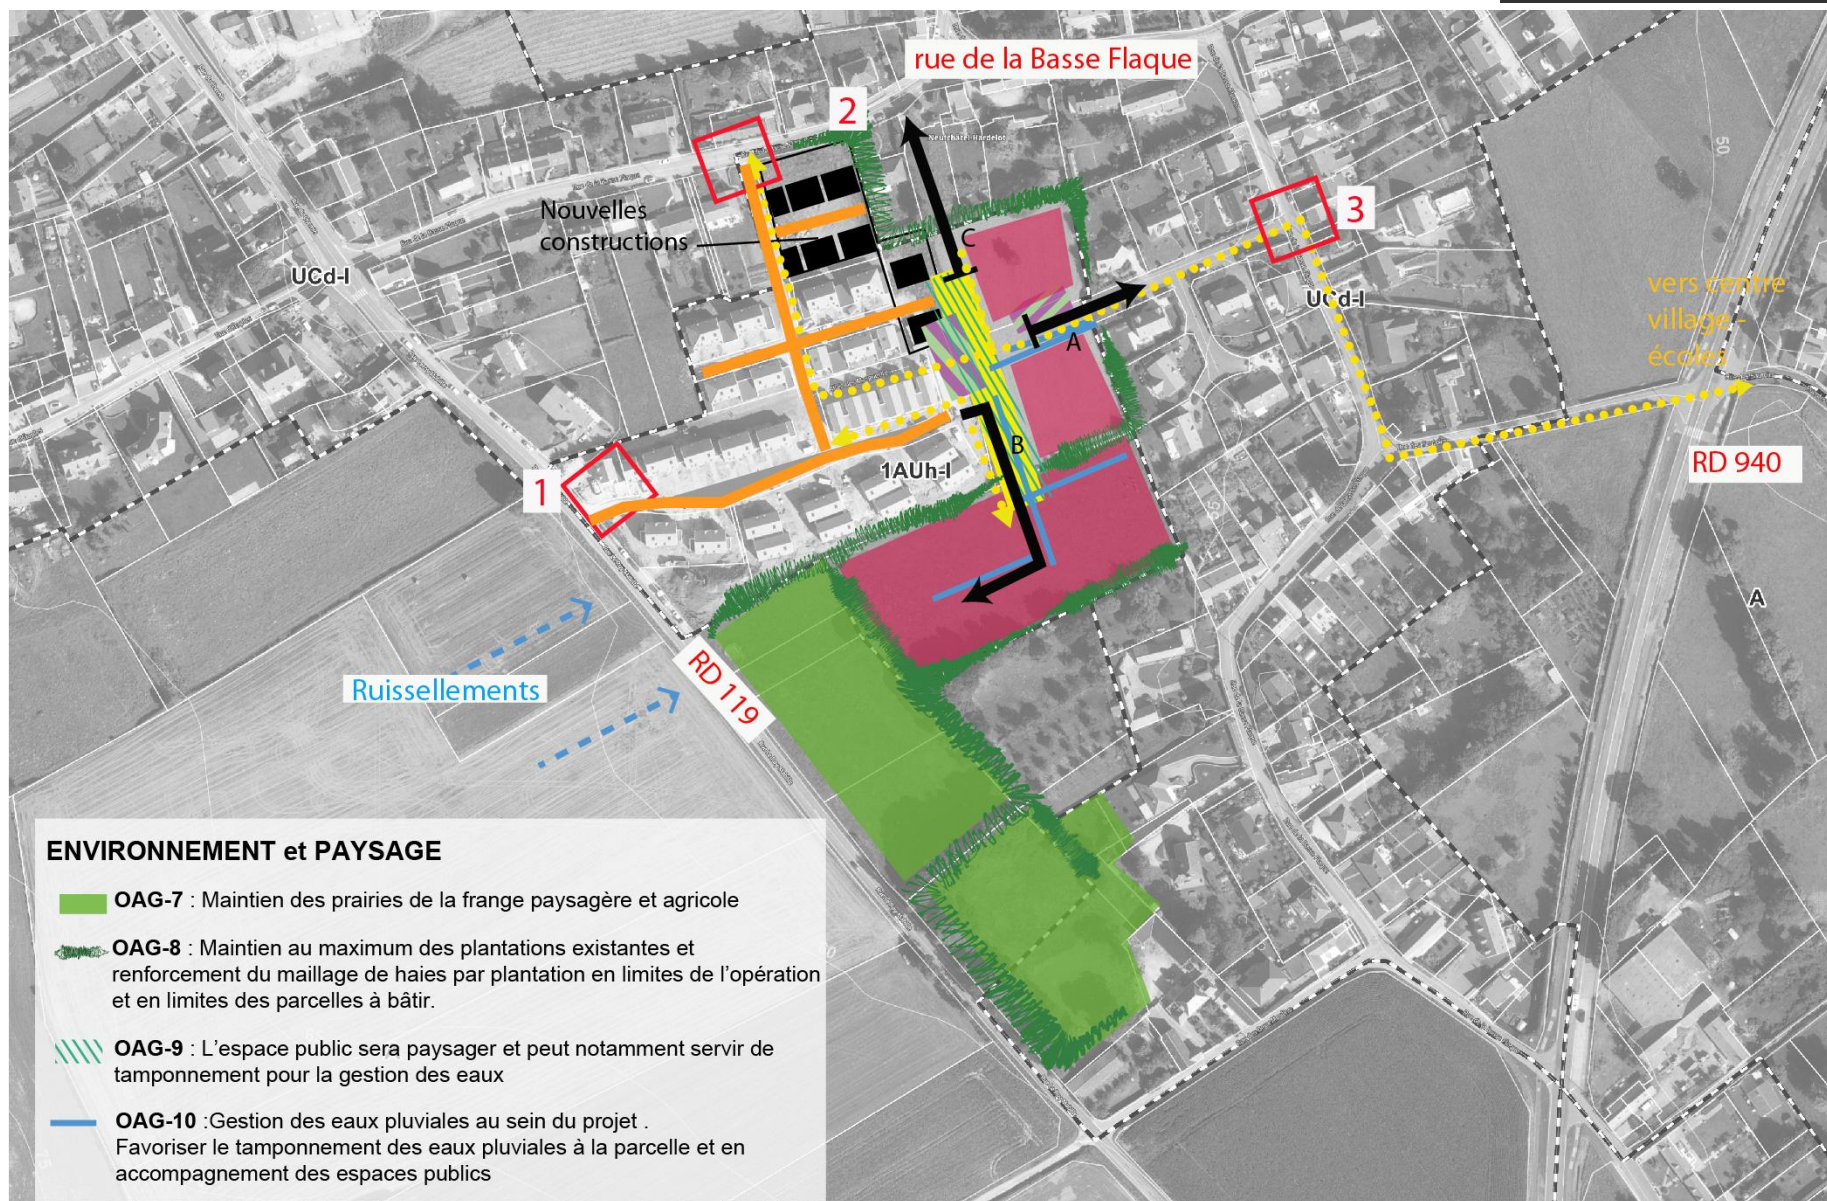 rue de la Basse Flaque
2
Neufchâtel-Hardelot
50
Nouvelles
constructions
C
3
UCd-I
UCd-I
vers centre
village -
écoles
A
B
1AUh-I
1
RD 940
A
Ruissellements
RD 119
ENVIRONNEMENT et PAYSAGE
OAG-7 : Maintien des prairies de la frange paysagère et agricole
OAG-8 : Maintien au maximum des plantations existantes et
renforcement du maillage de haies par plantation en limites de l'opération
et en limites des parcelles à bâtir.
OAG-9 : L'espace public sera paysager et peut notamment servir de
tamponnement pour la gestion des eaux
OAG-10 :Gestion des eaux pluviales au sein du projet .
Favoriser le tamponnement des eaux pluviales à la parcelle et en
accompagnement des espaces publics